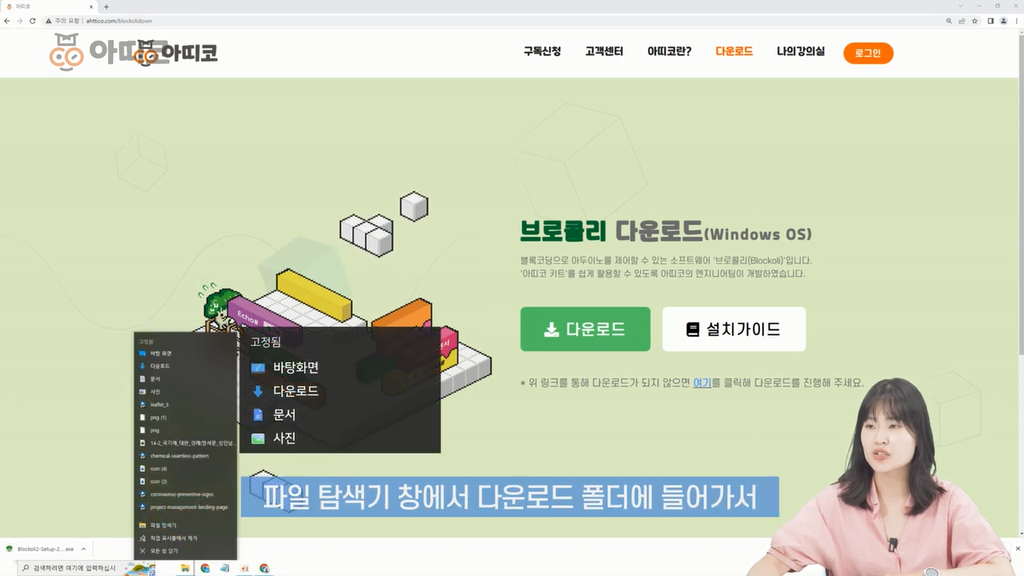 아띠코
주의 요함 | ahttico.com/blockolidown
아띠코
아띠코
구독신청 고객센터 아띠코란? 다운로드 나의강의실 로그인
브로콜리 다운로드(Windows OS)
블록코딩으로 아두이노를 제어할 수 있는 소프트웨어 '브로콜리(Blockoli)'입니다.
'아띠코 키트'를 쉽게 활용할 수 있도록 아띠코의 엔지니어팀이 개발하였습니다.
다운로드 설치가이드
* 위 링크를 통해 다운로드가 되지 않으면 여기를 클릭해 다운로드를 진행해 주세요.
Echo
고정됨
바탕 화면
다운로드
문서
사진
leaflet_3
png (1)
png
chemical-seamless-pattern
icon (4)
icon (2)
coronavirus-preventive-signs
project-management-landing-page
파일 탐색기
작업 표시줄에서 제거
모든 창 닫기
고정됨
바탕화면
다운로드
문서
사진
파일 탐색기 창에서 다운로드 폴더에 들어가서
Blockoli2-Setup-2....exe
검색하려면 여기에 입력하십시